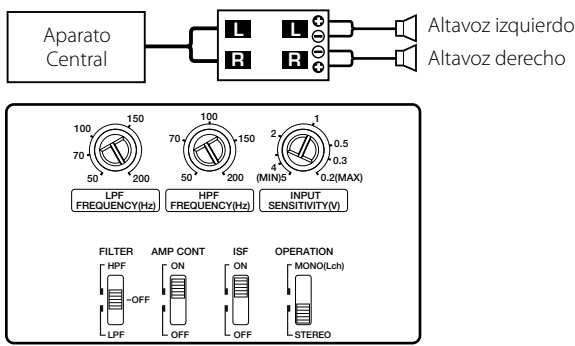 Aparato
Central
L L
R R
Altavoz izquierdo
Altavoz derecho
100 150
70
50 200
LPF
FREQUENCY(Hz)
100
70 150
50 200
HPF
FREQUENCY(Hz)
1
2 0.5
0.3
4
(MIN)5 0.2(MAX)
INPUT
SENSITIVITY(V)
FILTER AMP CONT ISF OPERATION
HPF ON ON MONO(Lch)
-OFF
LPF OFF OFF STEREO